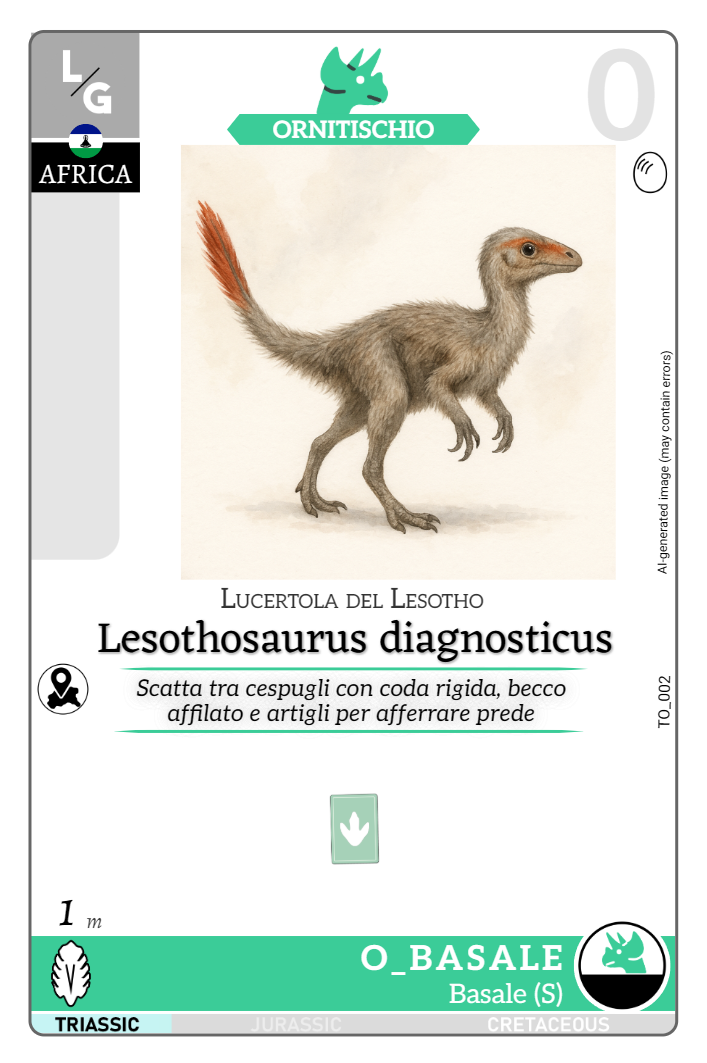 L/G
ORNITISCHIO
0
AFRICA
AI-generated image (may contain errors)
LUCERTOLA DEL LESOTHO
Lesothosaurus diagnosticus
Scatta tra cespugli con coda rigida, becco
affilato e artigli per afferrare prede
TO_002
1 m
O_BASALE
Basale (S)
TRIASSIC
JURASSIC
CRETACEOUS